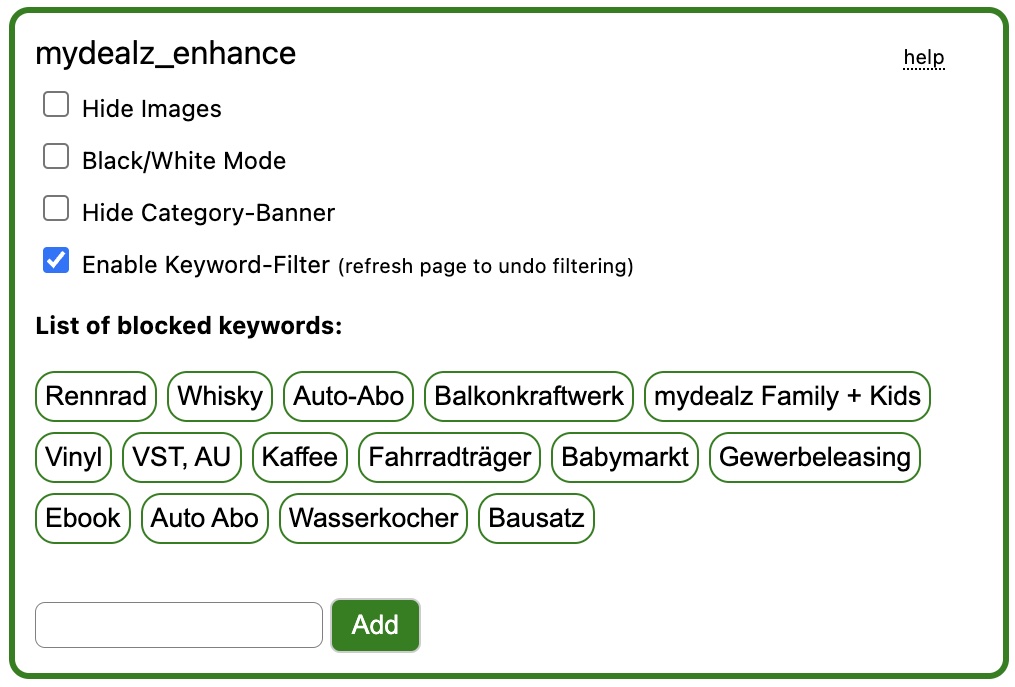 mydealz_enhance help
Hide Images
Black/White Mode
Hide Category-Banner
Enable Keyword-Filter (refresh page to undo filtering)
List of blocked keywords:
Rennrad Whisky Auto-Abo Balkonkraftwerk mydealz Family + Kids
Vinyl VST, AU Kaffee Fahrradträger Babymarkt Gewerbeleasing
Ebook Auto Abo Wasserkocher Bausatz
Add